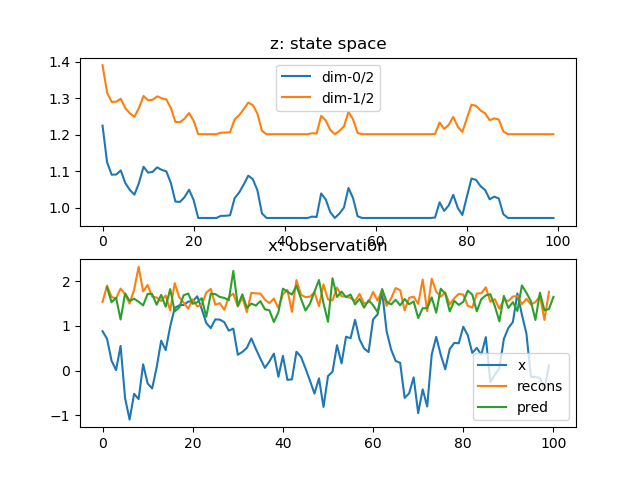 z: state space
1.4
1.3
1.2
1.1
1.0
dim-0/2
dim-1/2
0 20 40 60 80 100
x: observation
2
1
0
−1
x
recons
pred
0 20 40 60 80 100